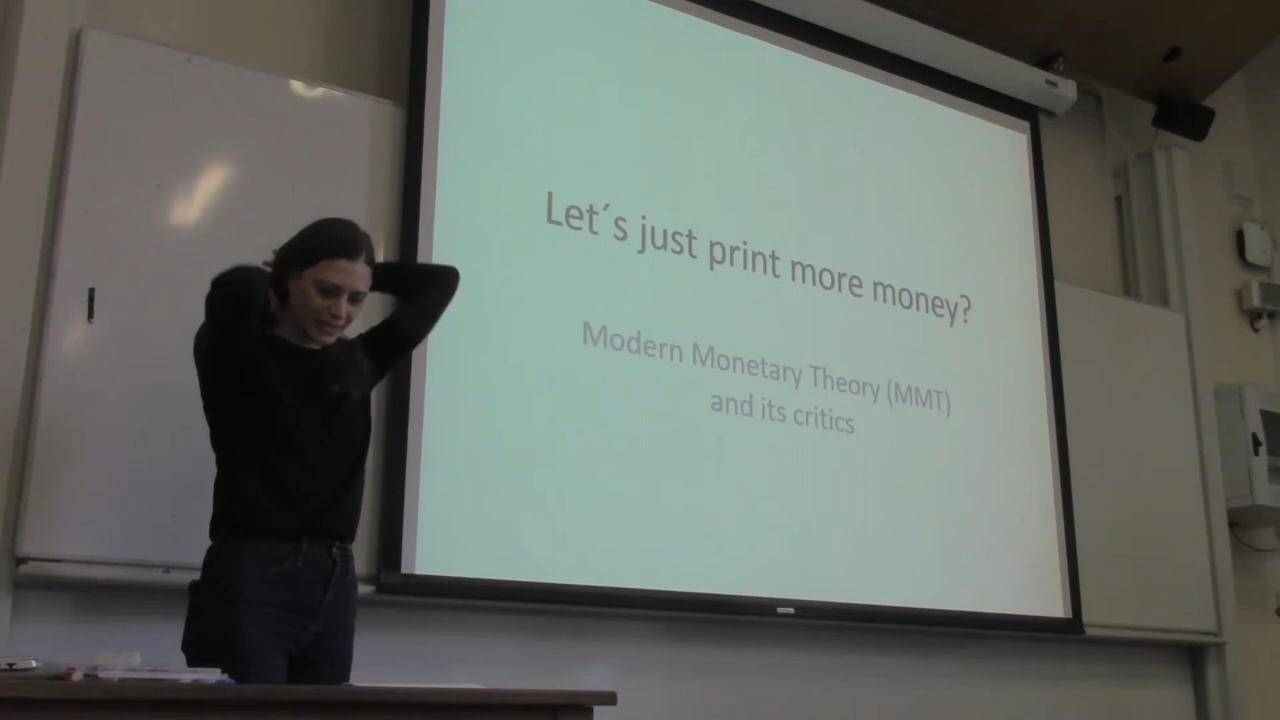 Let´s just print more money?
Modern Monetary Theory (MMT)
and its critics